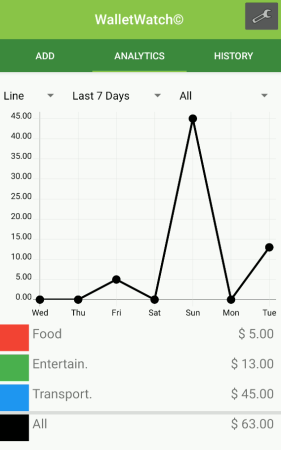 WalletWatch©
ADD ANALYTICS HISTORY
Line Last 7 Days All
45.00
40.00
35.00
30.00
25.00
20.00
15.00
10.00
5.00
0.00
Wed Thu Fri Sat Sun Mon Tue
Food $ 5.00
Entertain. $ 13.00
Transport. $ 45.00
All $ 63.00